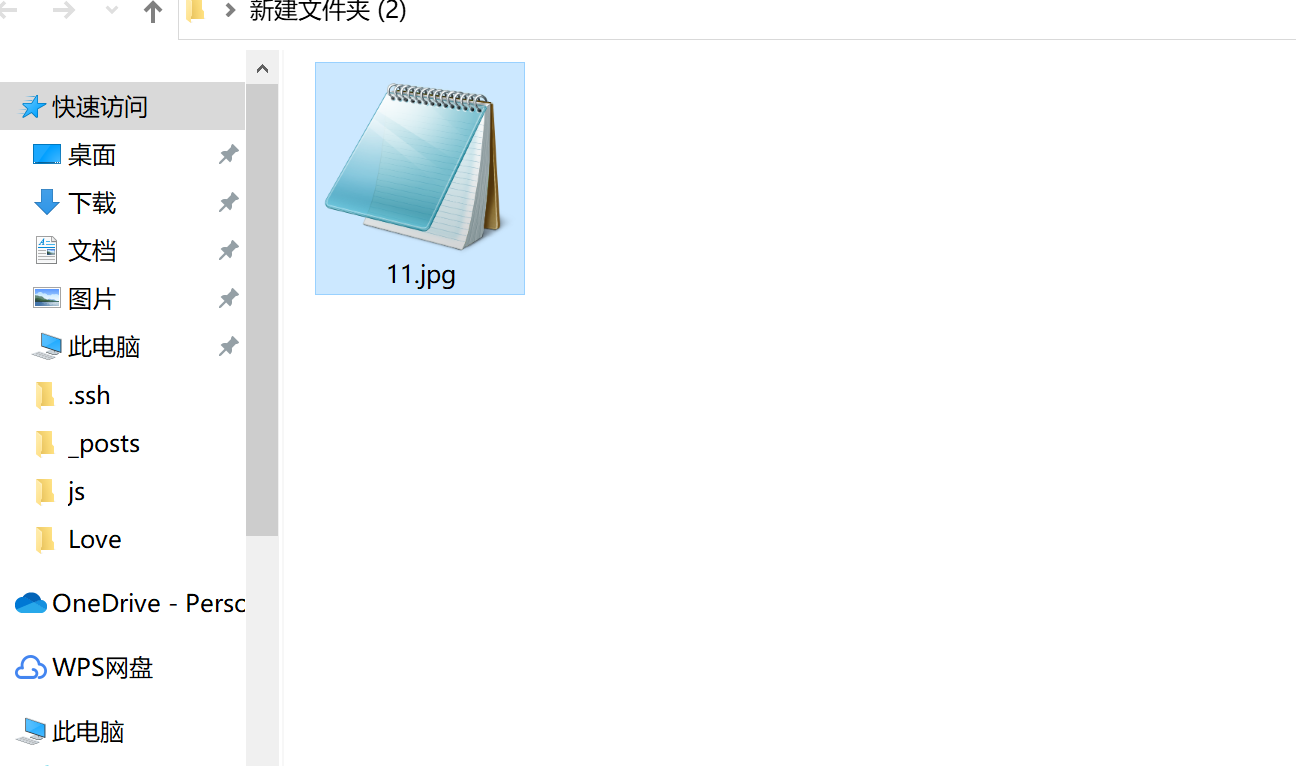 新建文件夹 (2)
快速访问
桌面
下载
文档
图片
此电脑
.ssh
_posts
js
Love
OneDrive - Perso
WPS网盘
此电脑
11.jpg